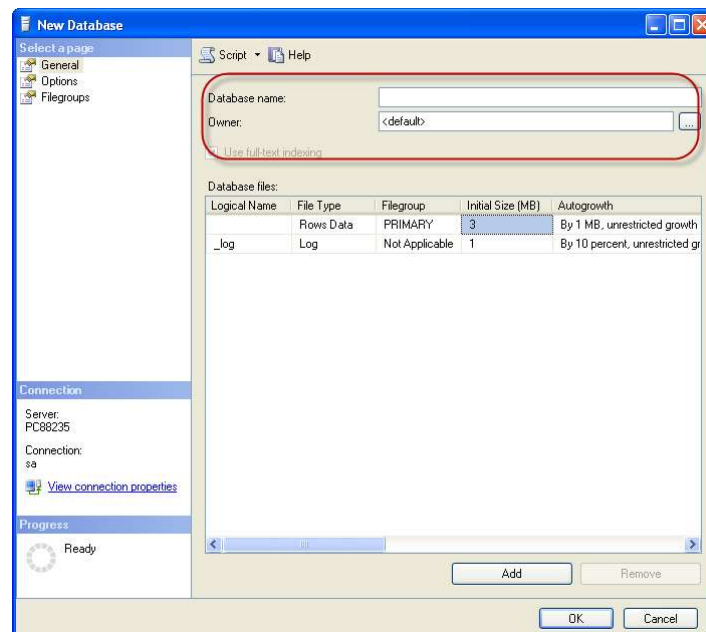 New Database
Select a page
General
Options
Filegroups
Script Help
Database name:
Owner: <default> ...
Use full-text indexing
Database files:
Logical Name File Type Filegroup Initial Size (MB) Autogrowth
Rows Data PRIMARY 3 By 1 MB, unrestricted growth
_log Log Not Applicable 1 By 10 percent, unrestricted gr
Connection
Server:
PC88235
Connection:
sa
View connection properties
Progress
Ready
Add Remove
OK Cancel